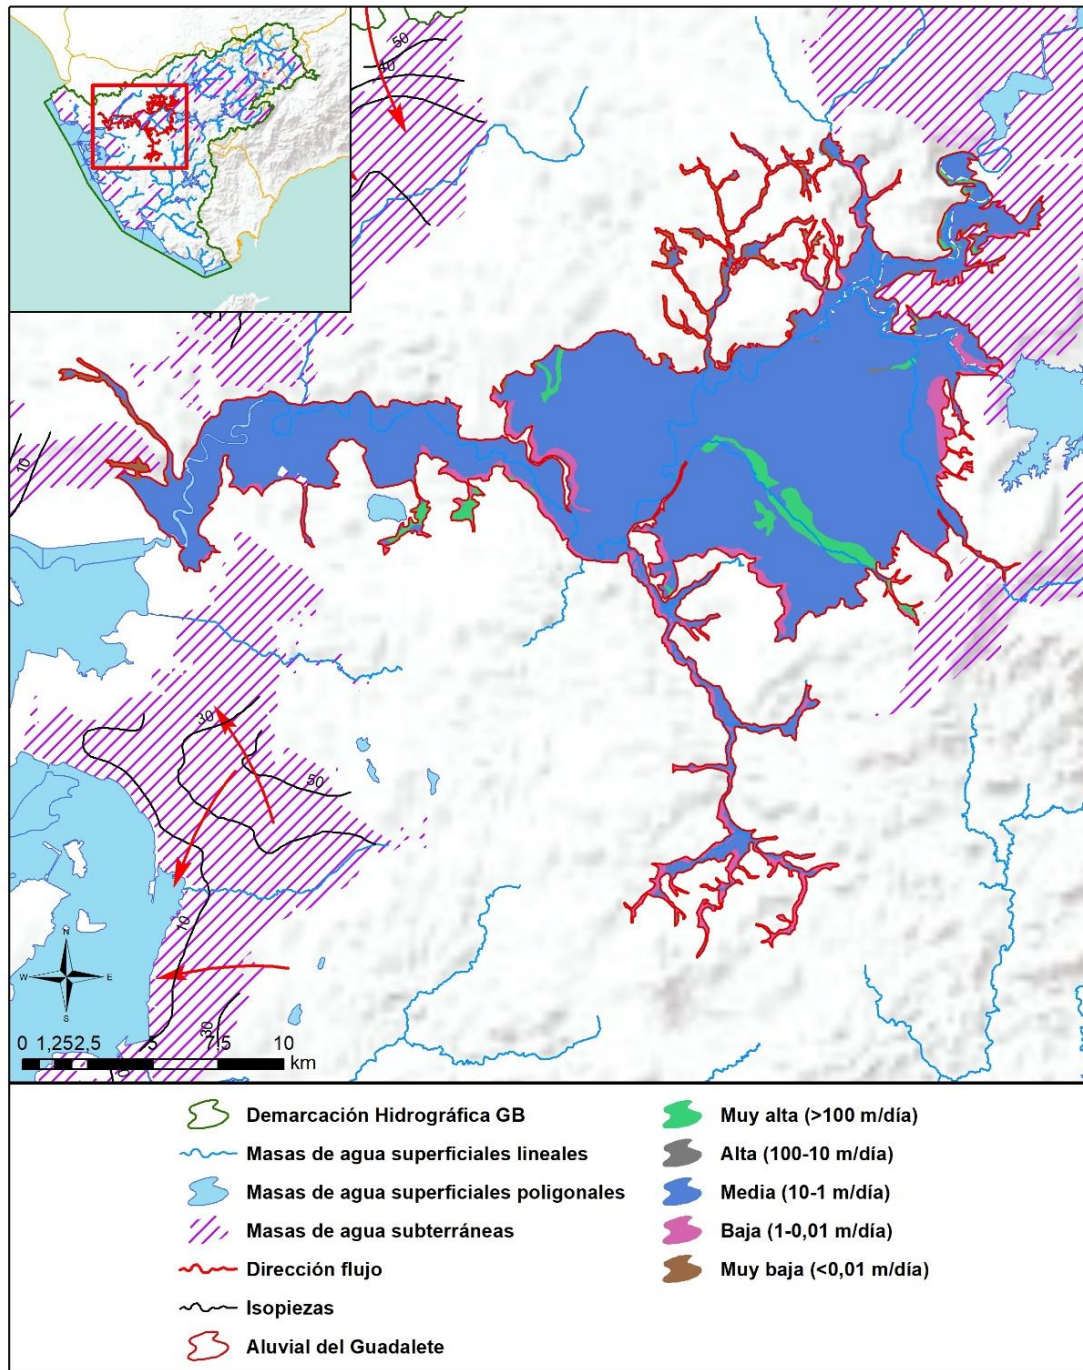 50
40
10
30
50
10
30
N
W E
S
0 1,25 2,5 5 7,5 10
km
Demarcación Hidrográfica GB
Masas de agua superficiales lineales
Masas de agua superficiales poligonales
Masas de agua subterráneas
Dirección flujo
Isopiezas
Aluvial del Guadalete
Muy alta (>100 m/día)
Alta (100-10 m/día)
Media (10-1 m/día)
Baja (1-0,01 m/día)
Muy baja (<0,01 m/día)